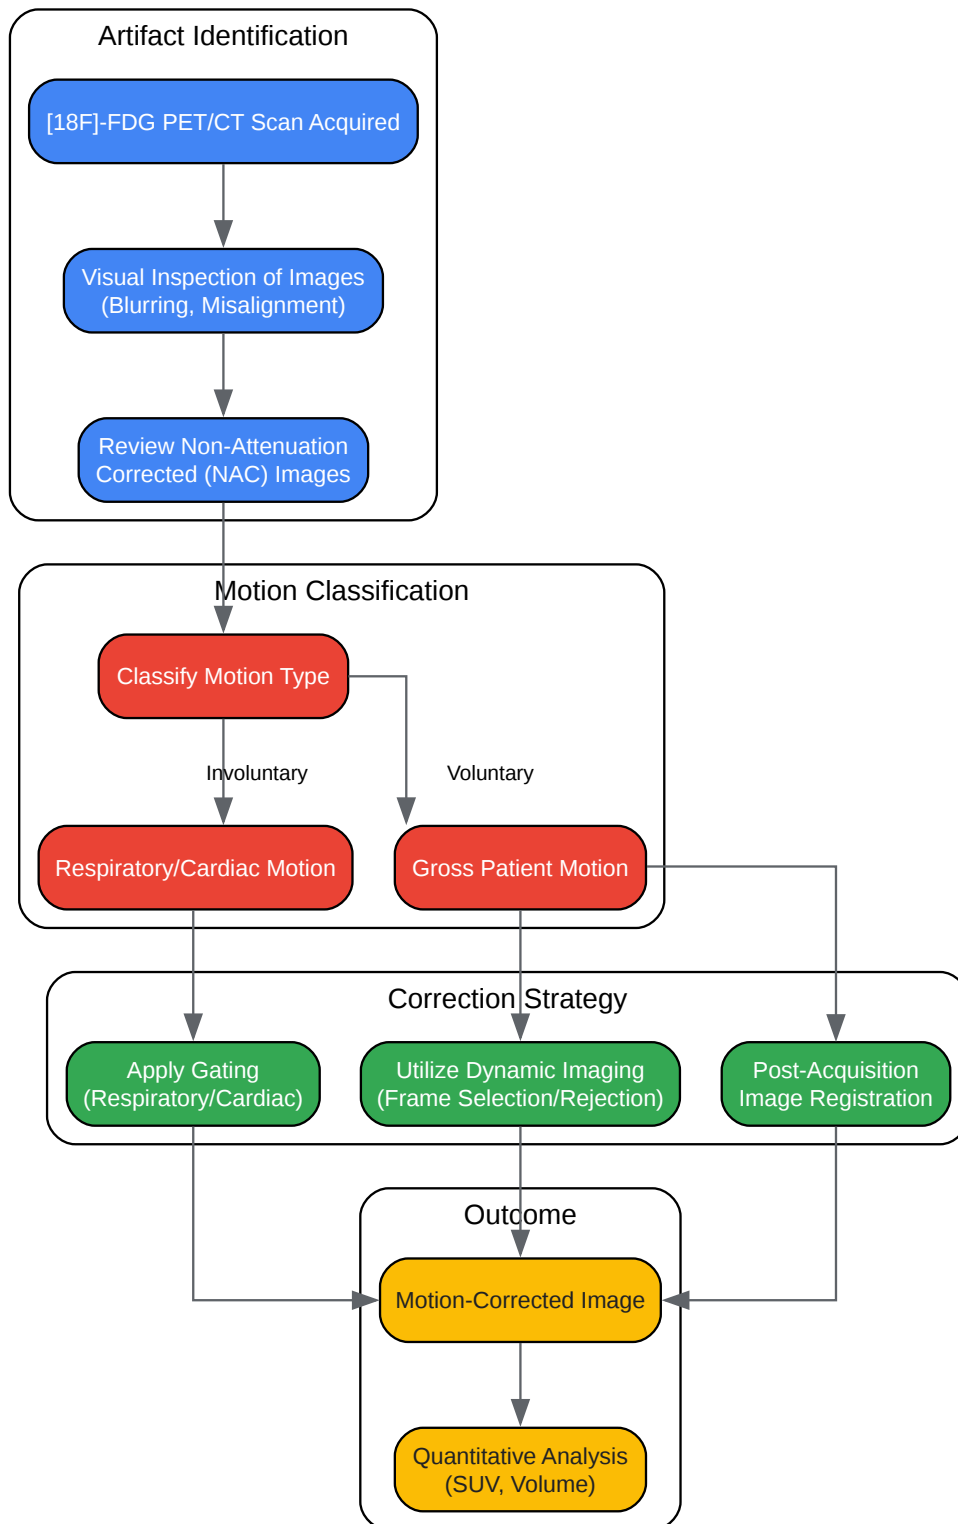 Artifact Identification
[18F]-FDG PET/CT Scan Acquired
Visual Inspection of Images
(Blurring, Misalignment)
Review Non-Attenuation
Corrected (NAC) Images
Motion Classification
Classify Motion Type
Involuntary
Voluntary
Respiratory/Cardiac Motion
Gross Patient Motion
Correction Strategy
Apply Gating
(Respiratory/Cardiac)
Utilize Dynamic Imaging
(Frame Selection/Rejection)
Post-Acquisition
Image Registration
Outcome
Motion-Corrected Image
Quantitative Analysis
(SUV, Volume)